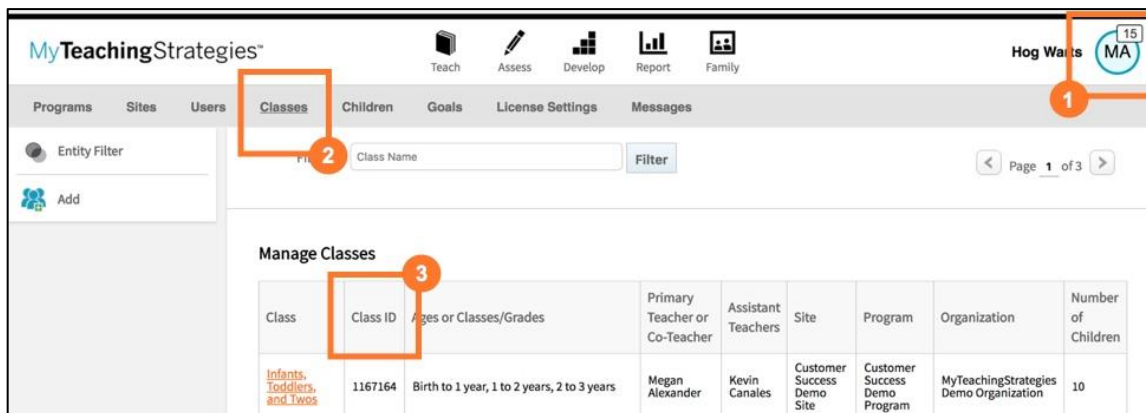 15
MyTeachingStrategies™
Teach Assess Develop Report Family
Hog Warts
MA
1
Programs Sites Users Classes Children Goals License Settings Messages
Entity Filter
2
Class Name
Filter
Page 1 of 3
Add
Manage Classes
3
Class
Class ID
Ages or Classes/Grades
Primary
Teacher or
Co-Teacher
Assistant
Teachers
Site
Program
Organization
Number
of
Children
Infants,
Toddlers,
and Twos
1167164
Birth to 1 year, 1 to 2 years, 2 to 3 years
Megan
Alexander
Kevin
Canales
Customer
Success
Demo
Site
Customer
Success
Demo
Program
MyTeachingStrategies
Demo Organization
10